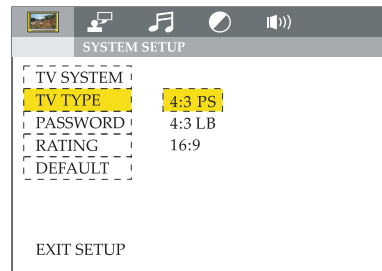 SYSTEM SETUP
TV SYSTEM
TV TYPE 4:3 PS
PASSWORD 4:3 LB
RATING 16:9
DEFAULT
EXIT SETUP